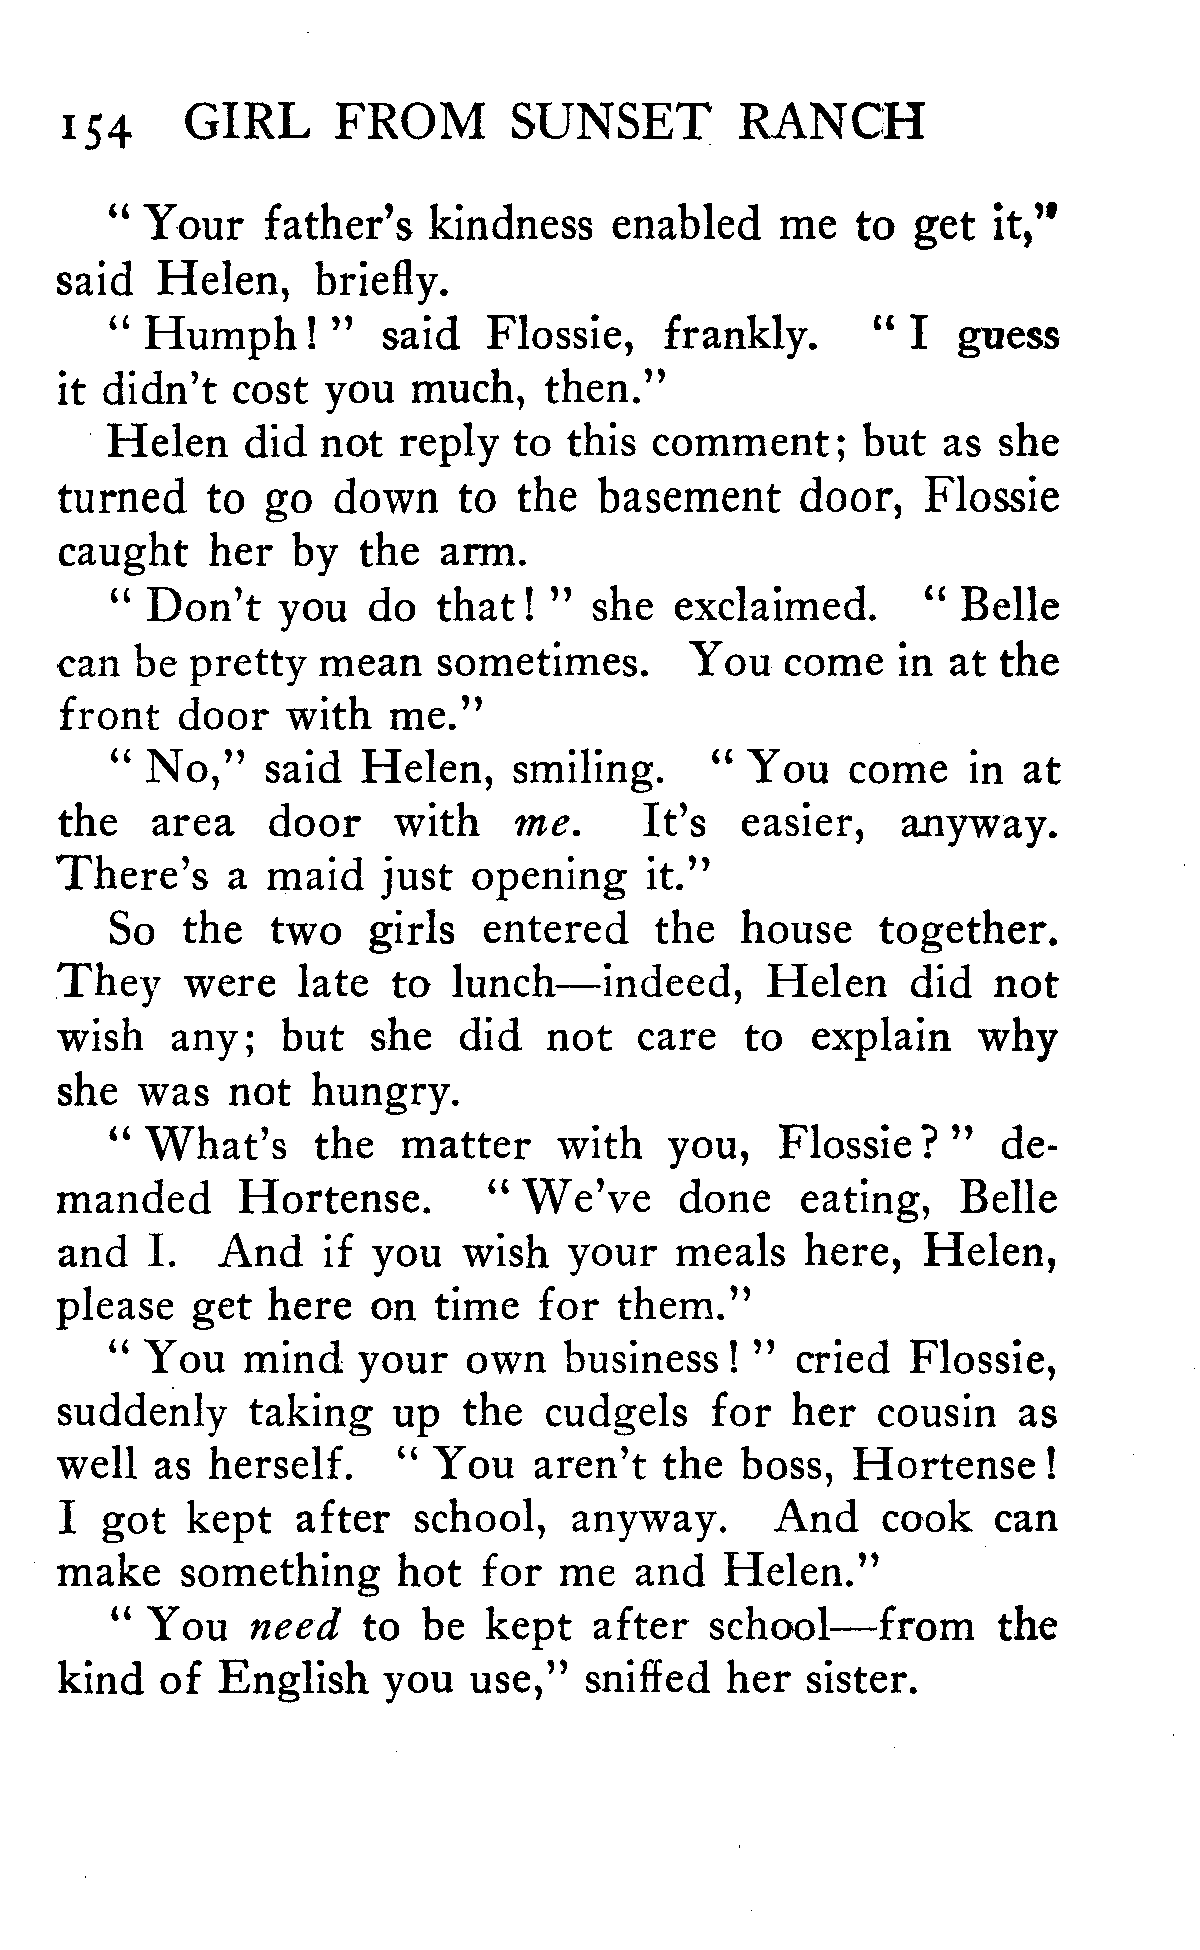 154 GIRL FROM SUNSET RANCH
“ Your father’s kindness enabled me to get it,”
said Helen, briefly.
“ Humph! ” said Flossie, frankly. “ I guess
it didn’t cost you much, then.”
Helen did not reply to this comment; but as she
turned to go down to the basement door, Flossie
caught her by the arm.
“ Don’t you do that! ” she exclaimed. “ Belle
can be pretty mean sometimes. You come in at the
front door with me.”
“ No,” said Helen, smiling. “ You come in at
the area door with me. It’s easier, anyway.
There’s a maid just opening it.”
So the two girls entered the house together.
They were late to lunch—indeed, Helen did not
wish any; but she did not care to explain why
she was not hungry.
“ What’s the matter with you, Flossie? ” de-
manded Hortense. “ We’ve done eating, Belle
and I. And if you wish your meals here, Helen,
please get here on time for them.”
“ You mind your own business! ” cried Flossie,
suddenly taking up the cudgels for her cousin as
well as herself. “ You aren’t the boss, Hortense!
I got kept after school, anyway. And cook can
make something hot for me and Helen.”
“ You need to be kept after school—from the
kind of English you use,” sniffed her sister.